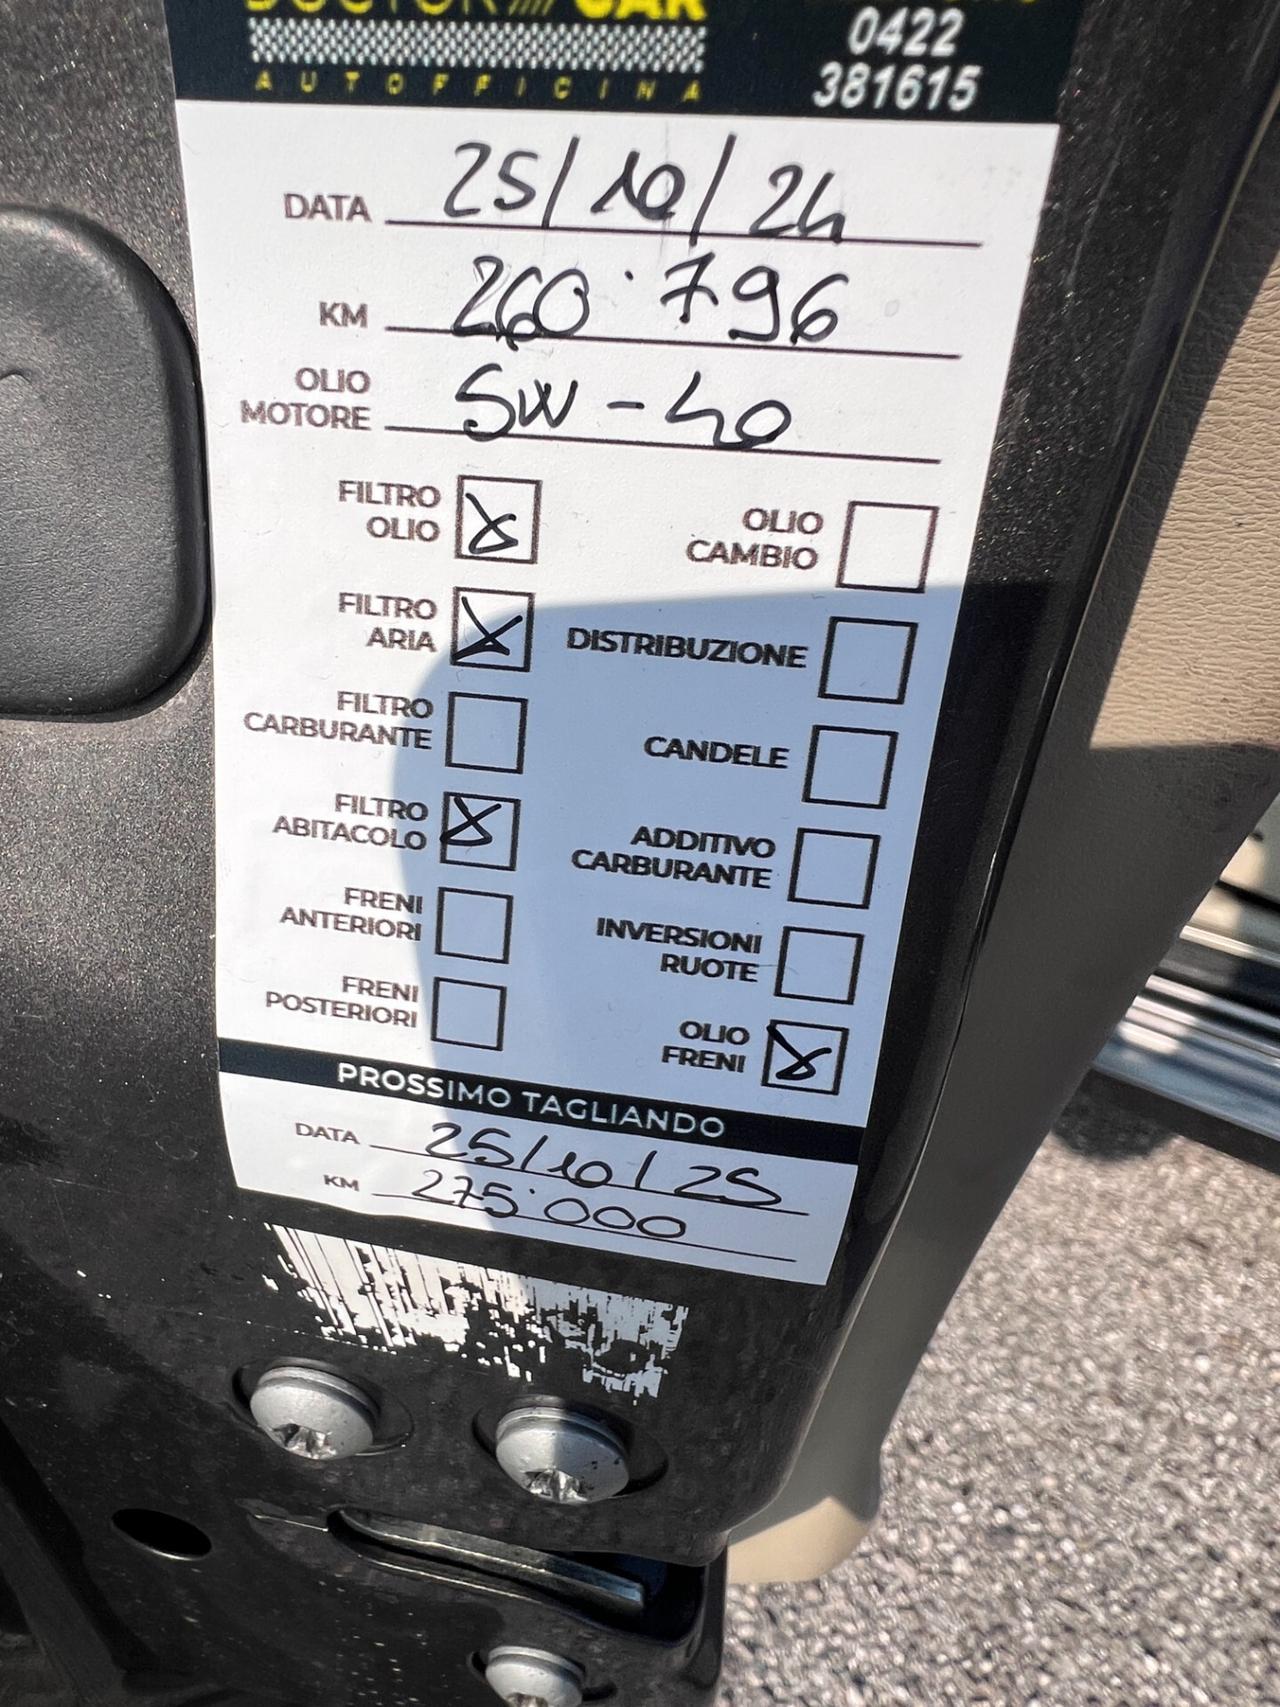 DOCTOR CAR
AUTOFFICINA
0422
381615
DATA 25/10/24
KM 260.796
OLIO
MOTORE 5W-40
FILTRO
OLIO
OLIO
CAMBIO
FILTRO
ARIA
DISTRIBUZIONE
FILTRO
CARBURANTE
CANDELE
FILTRO
ABITACOLO
ADDITIVO
CARBURANTE
FRENI
ANTERIORI
INVERSIONI
RUOTE
FRENI
POSTERIORI
OLIO
FRENI
PROSSIMO TAGLIANDO
DATA 25/10/25
KM 275.000